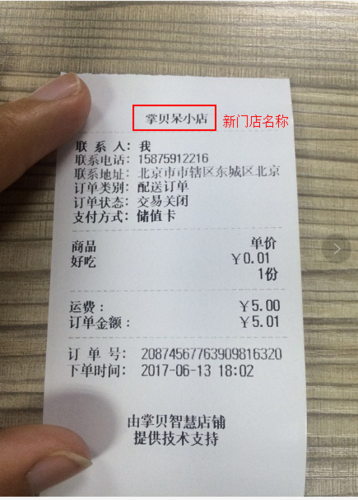 掌贝呆小店 新门店名称
联 系 人：我
联系电话：15875912216
联系地址：北京市市辖区东城区北京
订单类别：配送订单
订单状态：交易关闭
支付方式：储值卡
商品 单价
好吃 ￥0.01
1份
运费： ￥5.00
订单金额： ￥5.01
订 单 号：20874567763909816320
下单时间：2017-06-13 18:02
由掌贝智慧店铺
提供技术支持